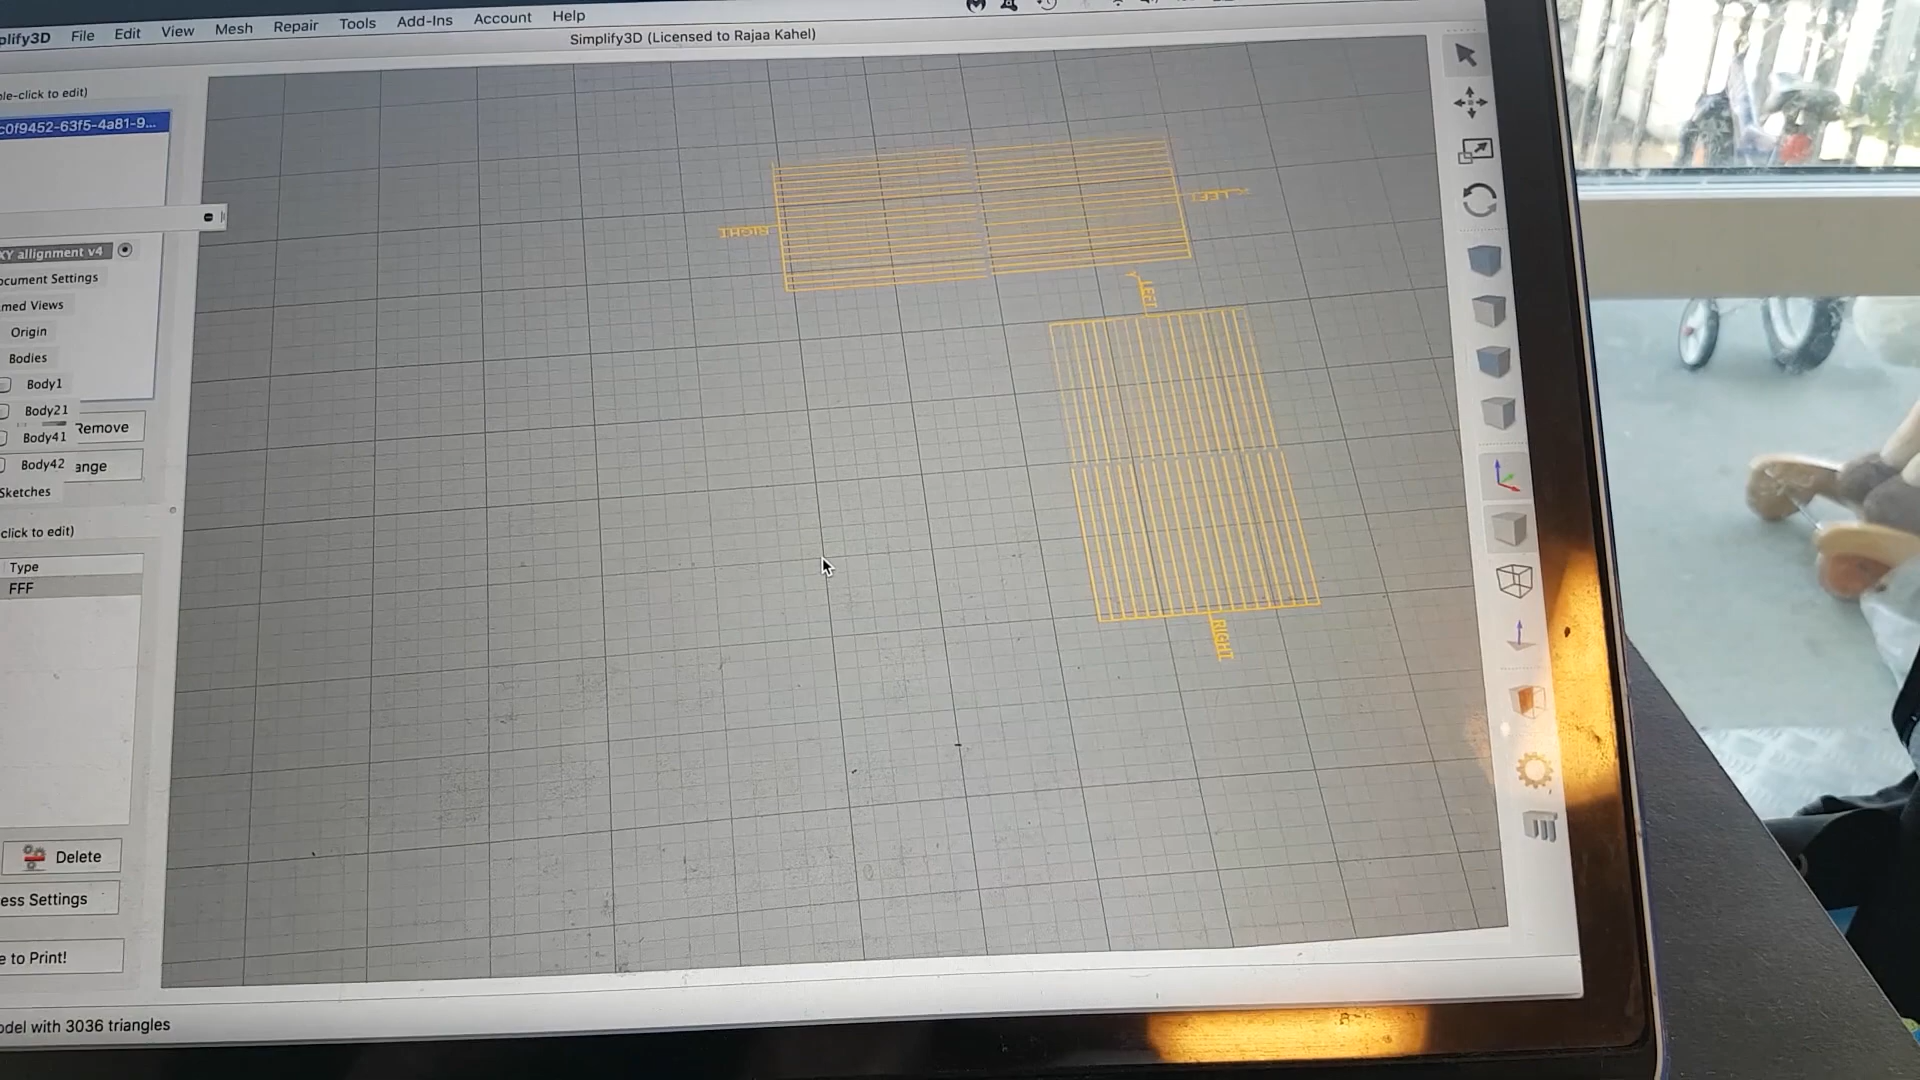 plify3D File Edit View Mesh Repair Tools Add-Ins Account Help
Simplify3D (Licensed to Rajaa Kahel)
ble-click to edit)
c0f9452-63f5-4a81-9...
XY allignment v4
ocument Settings
med Views
Origin
Bodies
Body1
Body21
Remove
Body41
Body42
ange
Sketches
click to edit)
Type
FFF
Delete
ess Settings
e to Print!
odel with 3036 triangles
X LEFT
RIGHT
Y LEFT
RIGHT